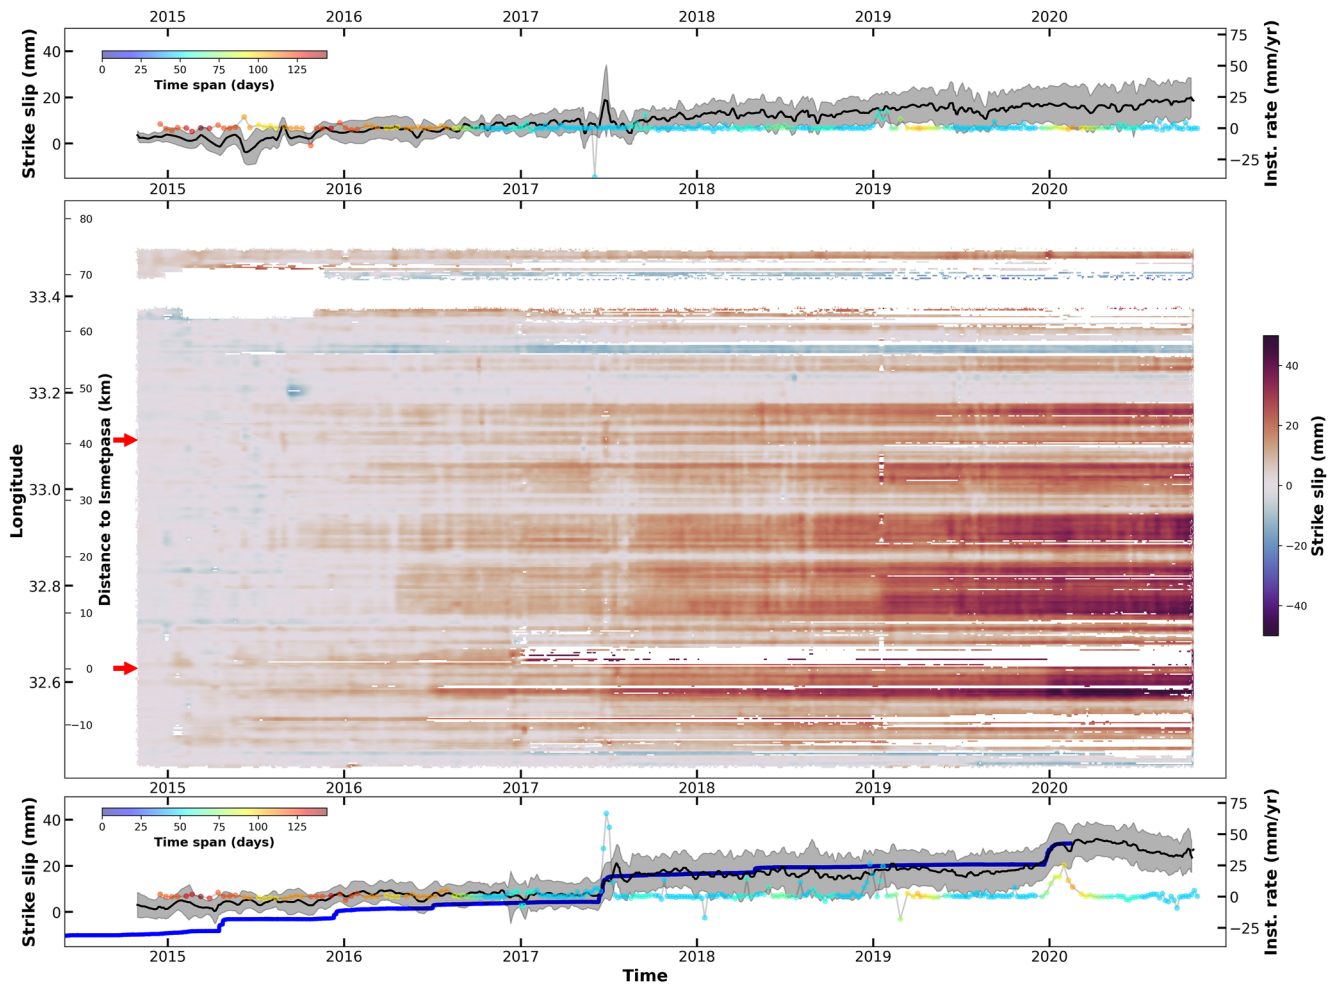 2015 2016 2017 2018 2019 2020
Strike slip (mm)
40
20
0
0 25 50 75 100 125
Time span (days)
75
50
25
0
−25
Inst. rate (mm/yr)
2015 2016 2017 2018 2019 2020
Longitude
33.4
33.2
33.0
32.8
32.6
Distance to Ismetpasa (km)
80
70
60
50
40
30
20
10
0
−10
40
20
0
−20
−40
Strike slip (mm)
2015 2016 2017 2018 2019 2020
Strike slip (mm)
40
20
0
0 25 50 75 100 125
Time span (days)
75
50
25
0
−25
Inst. rate (mm/yr)
2015 2016 2017 2018 2019 2020
Time